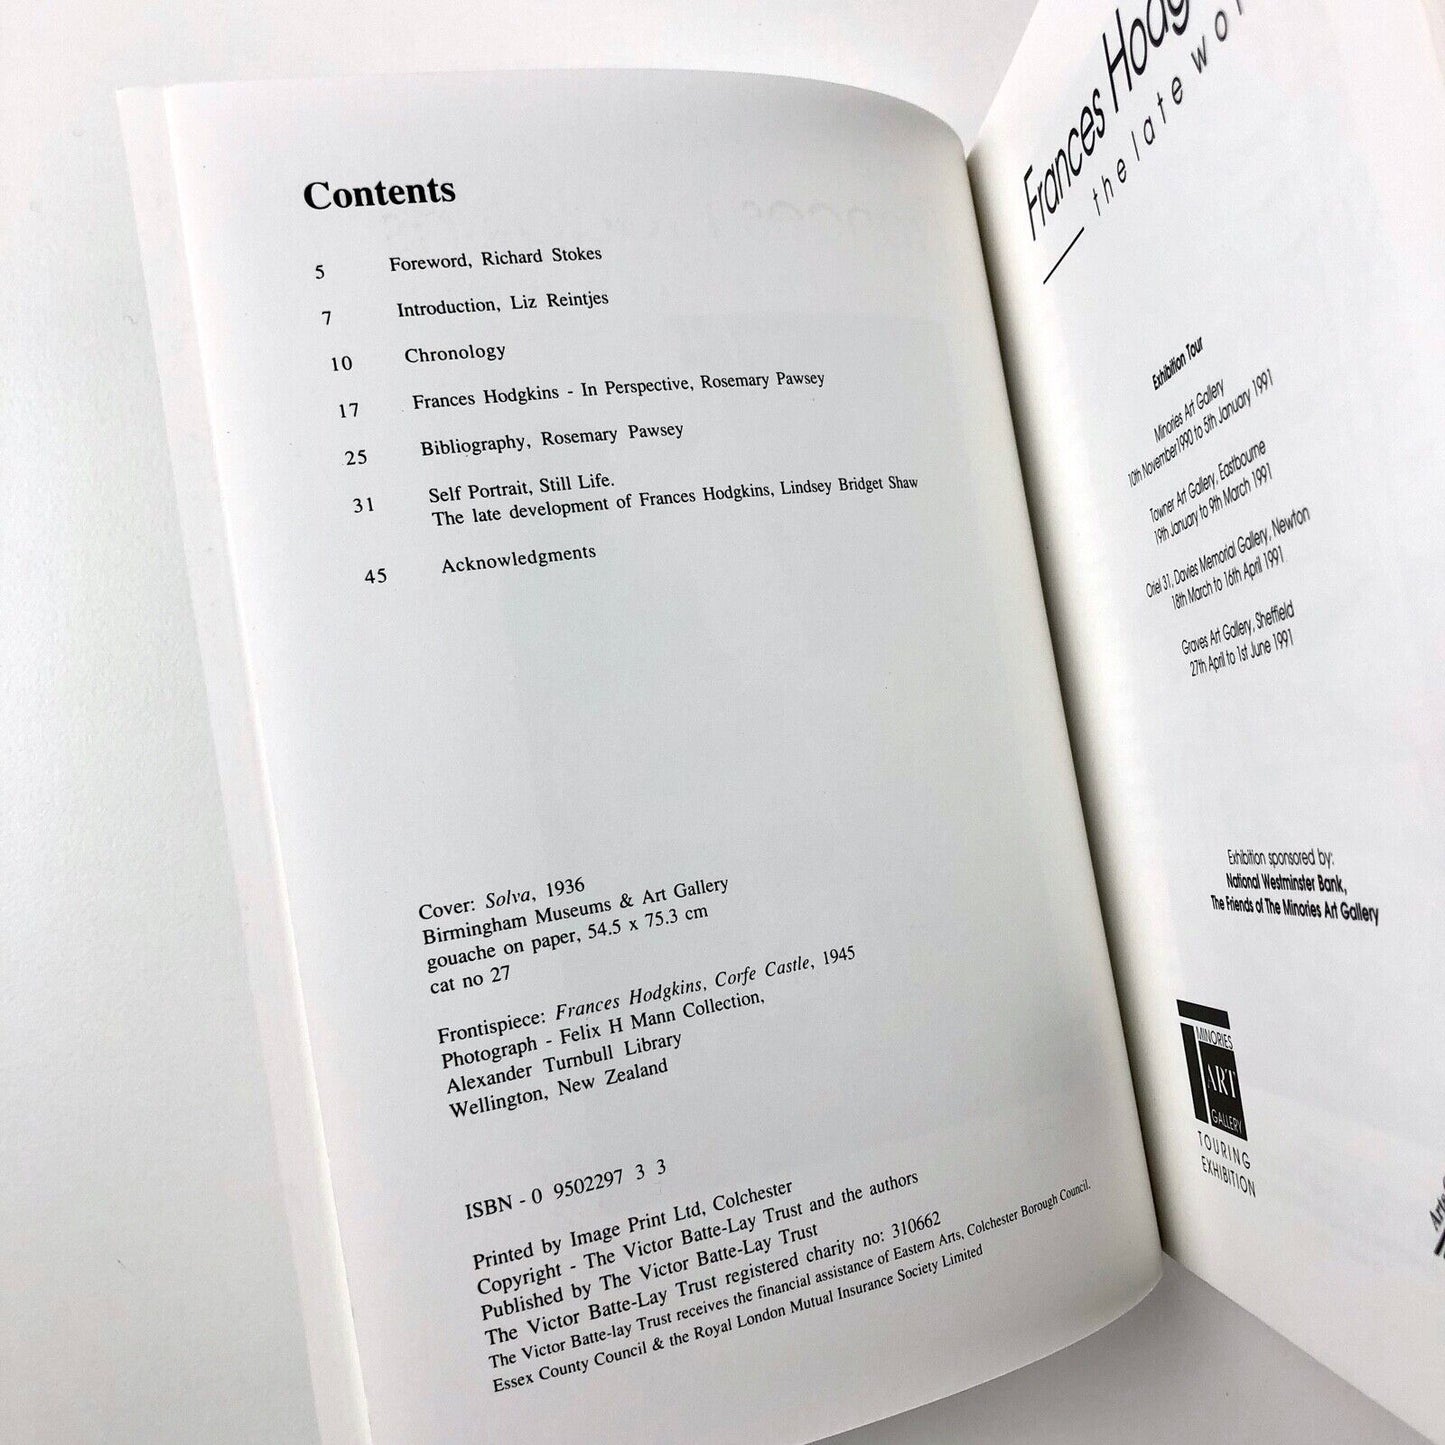 Contents
5 Foreword, Richard Stokes
7 Introduction, Liz Reintjes
10 Chronology
17 Frances Hodgkins - In Perspective, Rosemary Pawsey
25 Bibliography, Rosemary Pawsey
31 Self Portrait, Still Life.
The late development of Frances Hodgkins, Lindsey Bridget Shaw
45 Acknowledgments
Cover: Solva, 1936
Birmingham Museums & Art Gallery
gouache on paper, 54.5 x 75.3 cm
cat no 27
Frontispiece: Frances Hodgkins, Corfe Castle, 1945
Photograph - Felix H Mann Collection,
Alexander Turnbull Library
Wellington, New Zealand
ISBN - 0 9502297 3 3
Printed by Image Print Ltd, Colchester
Copyright - The Victor Batte-Lay Trust and the authors
Published by The Victor Batte-Lay Trust
The Victor Batte-Lay Trust registered charity no: 310662
The Victor Batte-lay Trust receives the financial assistance of Eastern Arts, Colchester Borough Council.
Essex County Council & the Royal London Mutual Insurance Society Limited
Frances Hodg
the late wor
Exhibition Tour
Minories Art Gallery
10th November1990 to 5th January 1991
Towner Art Gallery, Eastbourne
19th January to 9th March 1991
Oriel 31, Davies Memorial Gallery, Newton
18th March to 16th April 1991
Graves Art Gallery, Sheffield
27th April to 1st June 1991
Exhibition sponsored by:
National Westminster Bank,
The Friends of The Minories Art Gallery
MINORIES
ART
GALLERY
TOURING
EXHIBITION